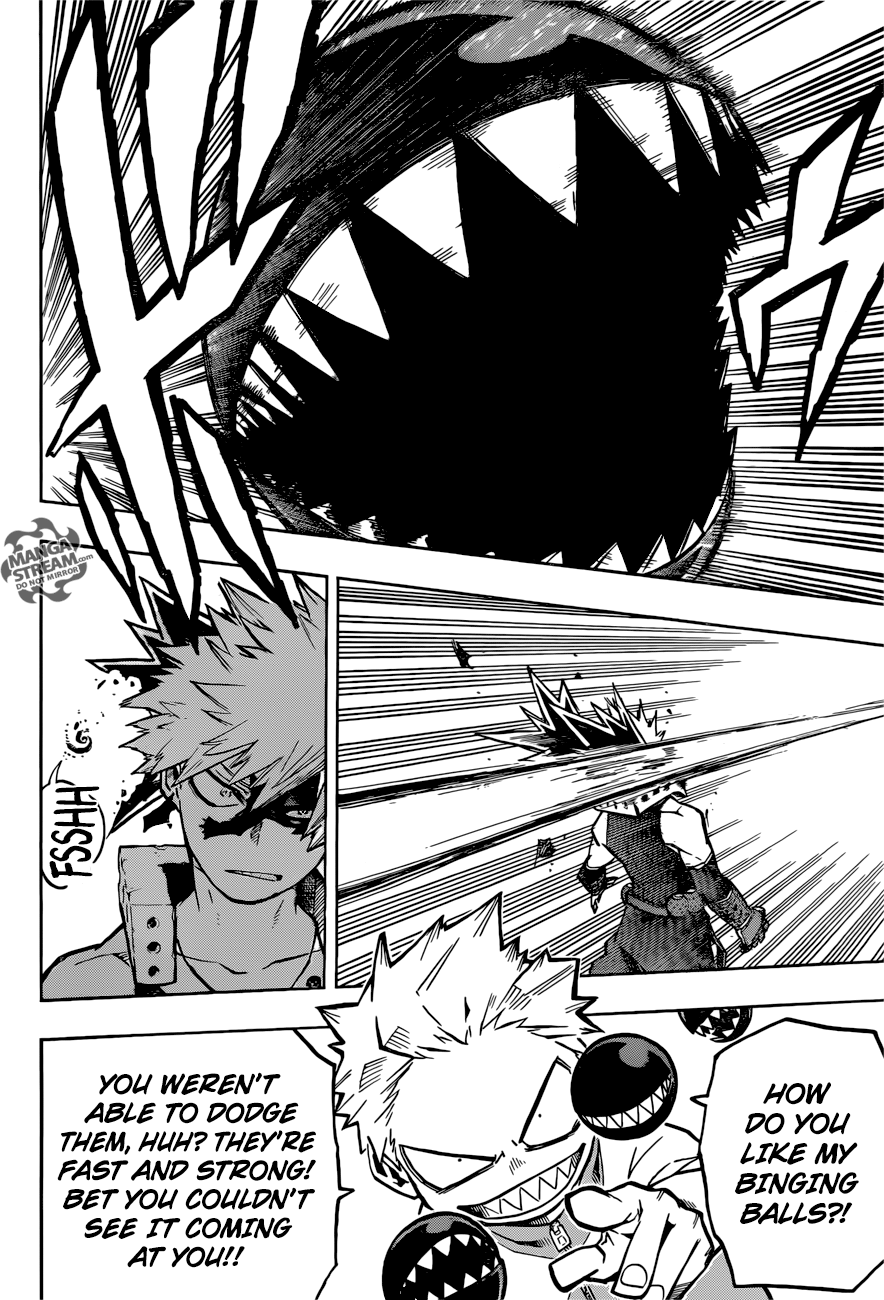 MANGA
STREAM.com
DO NOT MIRROR
FSSHH
HOW
DO YOU
LIKE MY
BINGING
BALLS?!
YOU WEREN'T
ABLE TO DODGE
THEM, HUH? THEY'RE
FAST AND STRONG!
BET YOU COULDN'T
SEE IT COMING
AT YOU!!